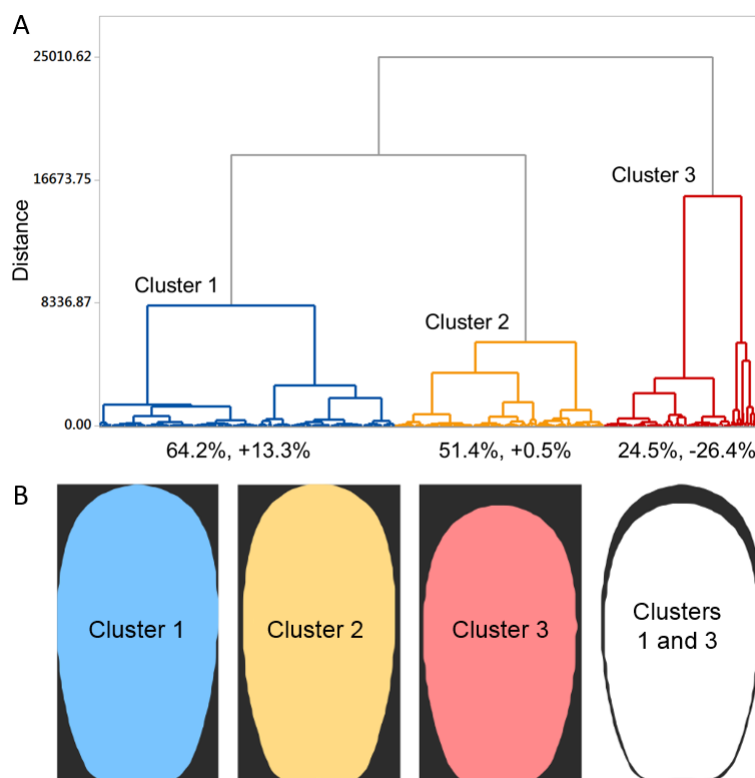 A
25010.62
16673.75
8336.87
0.00
Distance
Cluster 1
Cluster 2
Cluster 3
64.2%, +13.3%
51.4%, +0.5%
24.5%, -26.4%
B
Cluster 1
Cluster 2
Cluster 3
Clusters
1 and 3